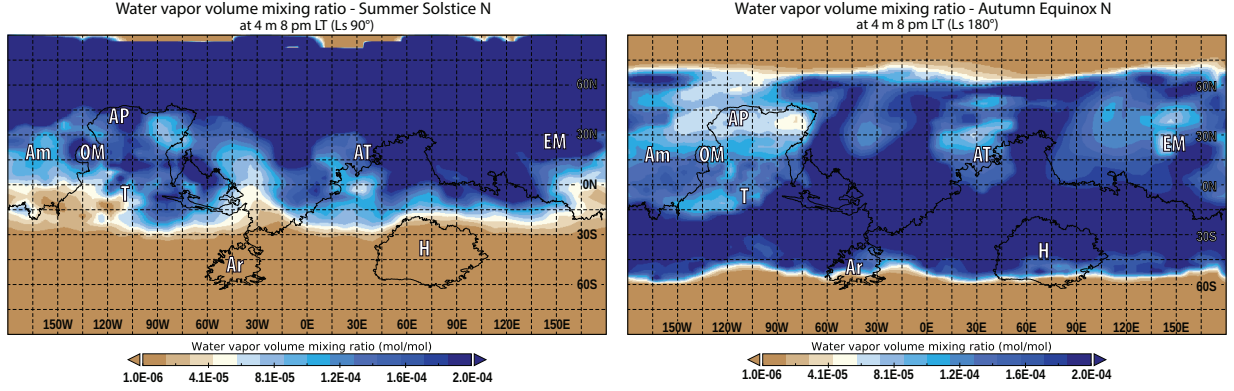 Water vapor volume mixing ratio - Summer Solstice N
at 4 m 8 pm LT (Ls 90°)
60N
AP
30N
EM
Am
OM
AT
0N
T
30S
H
Ar
60S
150W 120W 90W 60W 30W 0E 30E 60E 90E 120E 150E
Water vapor volume mixing ratio (mol/mol)
1.0E-06 4.1E-05 8.1E-05 1.2E-04 1.6E-04 2.0E-04
Water vapor volume mixing ratio - Autumn Equinox N
at 4 m 8 pm LT (Ls 180°)
60N
AP
30N
EM
Am
OM
AT
0N
T
30S
H
Ar
60S
150W 120W 90W 60W 30W 0E 30E 60E 90E 120E 150E
Water vapor volume mixing ratio (mol/mol)
1.0E-06 4.1E-05 8.1E-05 1.2E-04 1.6E-04 2.0E-04